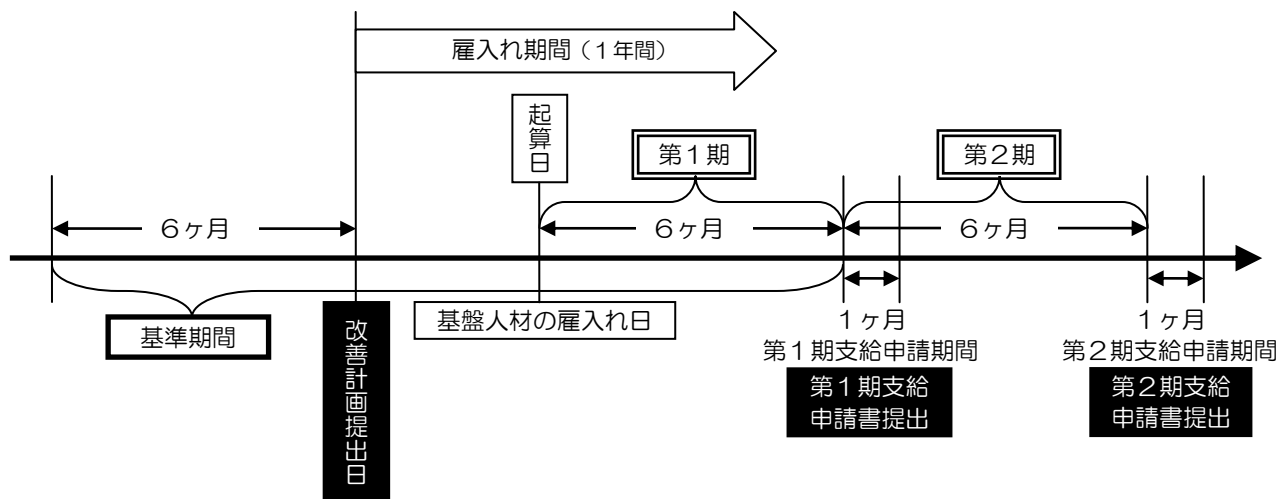 雇入れ期間（１年間）
起算日
第１期
第２期
６ヶ月
６ヶ月
６ヶ月
基準期間
改善計画提出日
基盤人材の雇入れ日
１ヶ月
第１期支給申請期間
第１期支給
申請書提出
１ヶ月
第２期支給申請期間
第２期支給
申請書提出